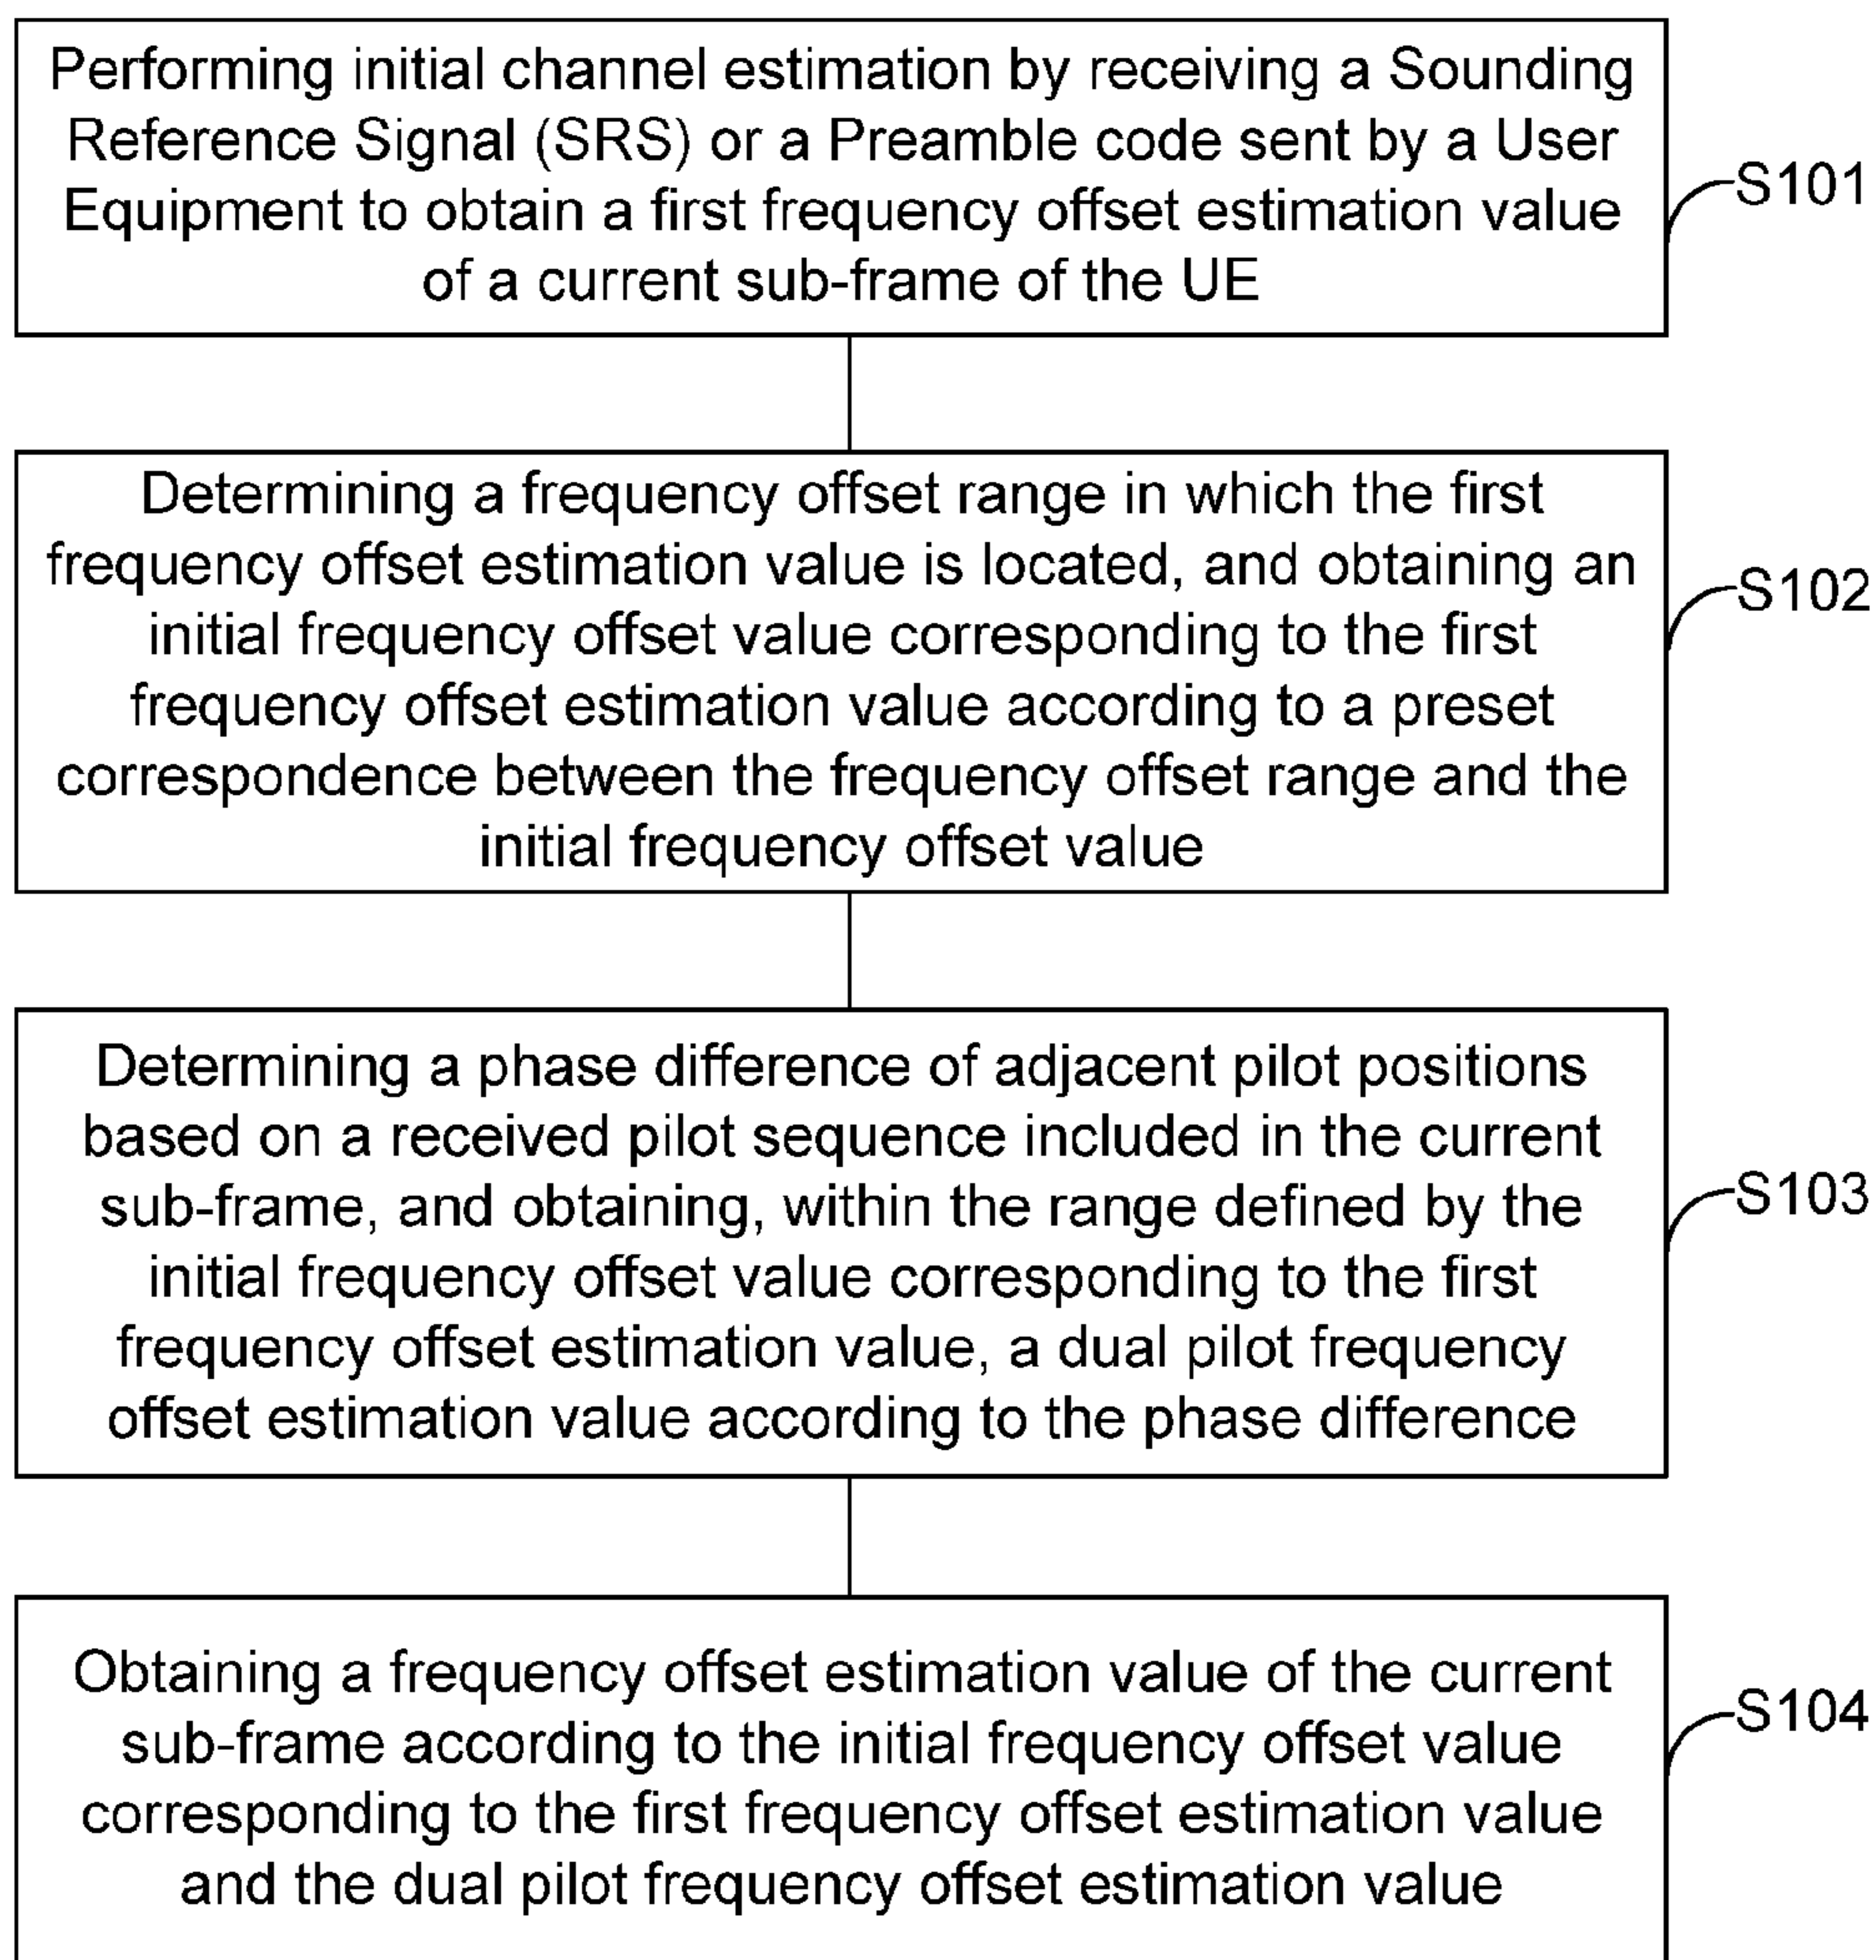 Performing initial channel estimation by receiving a Sounding
Reference Signal (SRS) or a Preamble code sent by a User
Equipment to obtain a first frequency offset estimation value
of a current sub-frame of the UE
S101
Determining a frequency offset range in which the first
frequency offset estimation value is located, and obtaining an
initial frequency offset value corresponding to the first
frequency offset estimation value according to a preset
correspondence between the frequency offset range and the
initial frequency offset value
S102
Determining a phase difference of adjacent pilot positions
based on a received pilot sequence included in the current
sub-frame, and obtaining, within the range defined by the
initial frequency offset value corresponding to the first
frequency offset estimation value, a dual pilot frequency
offset estimation value according to the phase difference
S103
Obtaining a frequency offset estimation value of the current
sub-frame according to the initial frequency offset value
corresponding to the first frequency offset estimation value
and the dual pilot frequency offset estimation value
S104